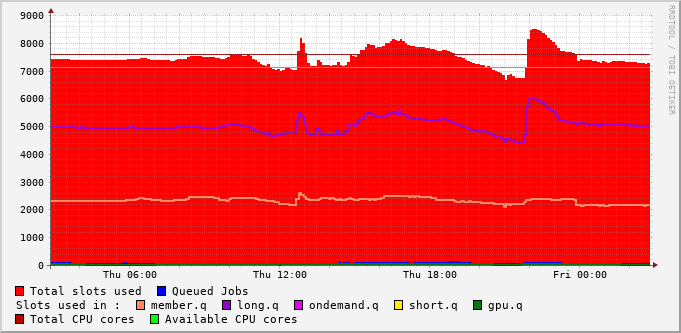 9000
8000
7000
6000
5000
4000
3000
2000
1000
0
Thu 06:00 Thu 12:00 Thu 18:00 Fri 00:00
RRDTOOL / TOBI OETIKER
Total slots used Queued Jobs
Slots used in : member.q long.q ondemand.q short.q gpu.q
Total CPU cores Available CPU cores